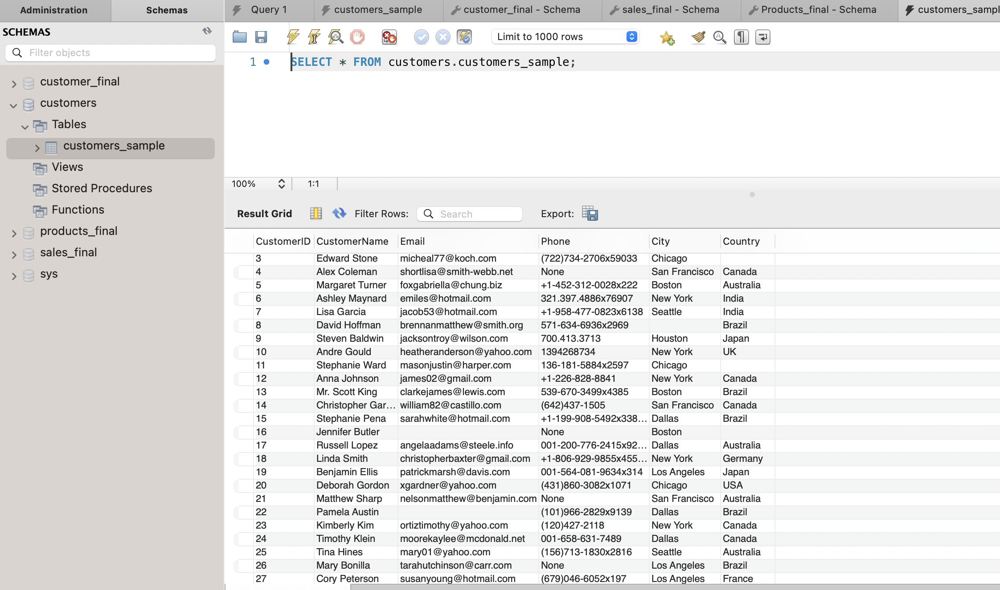 Administration Schemas Query 1 customers_sample customer_final - Schema sales_final - Schema Products_final - Schema customers_sampl
SCHEMAS
Filter objects
Limit to 1000 rows
1 SELECT * FROM customers.customers_sample;
customer_final
customers
Tables
customers_sample
Views
Stored Procedures
Functions
products_final
sales_final
sys
100% 1:1
Result Grid Filter Rows: Search Export:
CustomerID CustomerName Email Phone City Country
3 Edward Stone micheal77@koch.com (722)734-2706x59033 Chicago
4 Alex Coleman shortlisa@smith-webb.net None San Francisco Canada
5 Margaret Turner foxgabriella@chung.biz +1-452-312-0028x222 Boston Australia
6 Ashley Maynard emiles@hotmail.com 321.397.4886x76907 New York India
7 Lisa Garcia jacob53@hotmail.com +1-958-477-0823x6138 Seattle India
8 David Hoffman brennanmatthew@smith.org 571-634-6936x2969 Brazil
9 Steven Baldwin jacksontroy@wilson.com 700.413.3713 Houston Japan
10 Andre Gould heatheranderson@yahoo.com 1394268734 New York UK
11 Stephanie Ward masonjustin@harper.com 136-181-5884x2597 Chicago
12 Anna Johnson james02@gmail.com +1-226-828-8841 New York Canada
13 Mr. Scott King clarkejames@lewis.com 539-670-3499x4385 Boston Brazil
14 Christopher Gar... william82@castillo.com (642)437-1505 San Francisco Canada
15 Stephanie Pena sarahwhite@hotmail.com +1-199-908-5492x338... Dallas Brazil
16 Jennifer Butler None Boston
17 Russell Lopez angelaadams@steele.info 001-200-776-2415x92... Dallas Australia
18 Linda Smith christopherbaxter@gmail.com +1-806-929-9855x455... New York Germany
19 Benjamin Ellis patrickmarsh@davis.com 001-564-081-9634x314 Los Angeles Japan
20 Deborah Gordon xgardner@yahoo.com (431)860-3082x1071 Chicago USA
21 Matthew Sharp nelsonmatthew@benjamin.com None San Francisco Australia
22 Pamela Austin (101)966-2829x9139 Dallas Brazil
23 Kimberly Kim ortiztimothy@yahoo.com (120)427-2118 New York Canada
24 Timothy Klein moorekaylee@mcdonald.net 001-658-631-7489 Dallas Canada
25 Tina Hines mary01@yahoo.com (156)713-1830x2816 Seattle Australia
26 Mary Bonilla tarahutchinson@carr.com None Los Angeles Brazil
27 Cory Peterson susanyoung@hotmail.com (679)046-6052x197 Los Angeles France